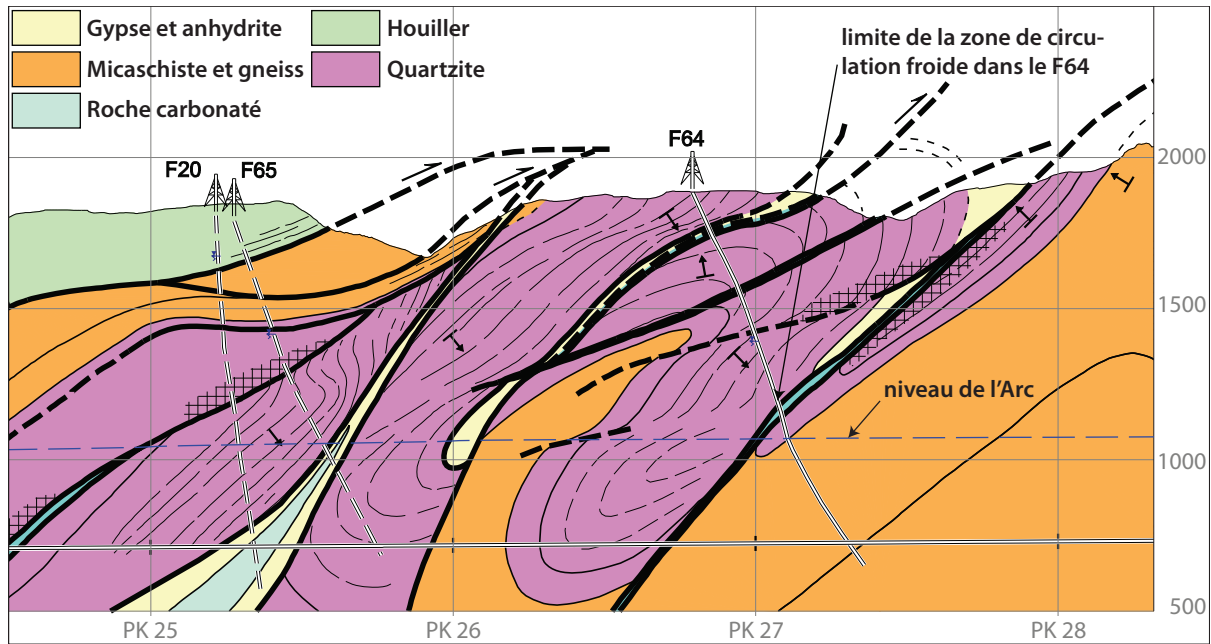 Gypse et anhydrite
Houiller
Micaschiste et gneiss
Quartzite
Roche carbonaté
limite de la zone de circu-
lation froide dans le F64
F20
F65
F64
2000
1500
niveau de l'Arc
1000
500
PK 25
PK 26
PK 27
PK 28